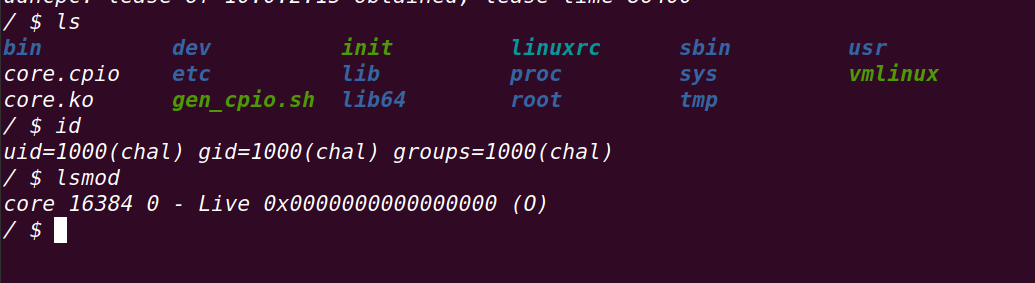 / $ ls
bin dev init linuxrc sbin usr
core.cpio etc lib proc sys vmlinux
core.ko gen_cpio.sh lib64 root tmp
/ $ id
uid=1000(chal) gid=1000(chal) groups=1000(chal)
/ $ lsmod
core 16384 0 - Live 0x0000000000000000 (O)
/ $